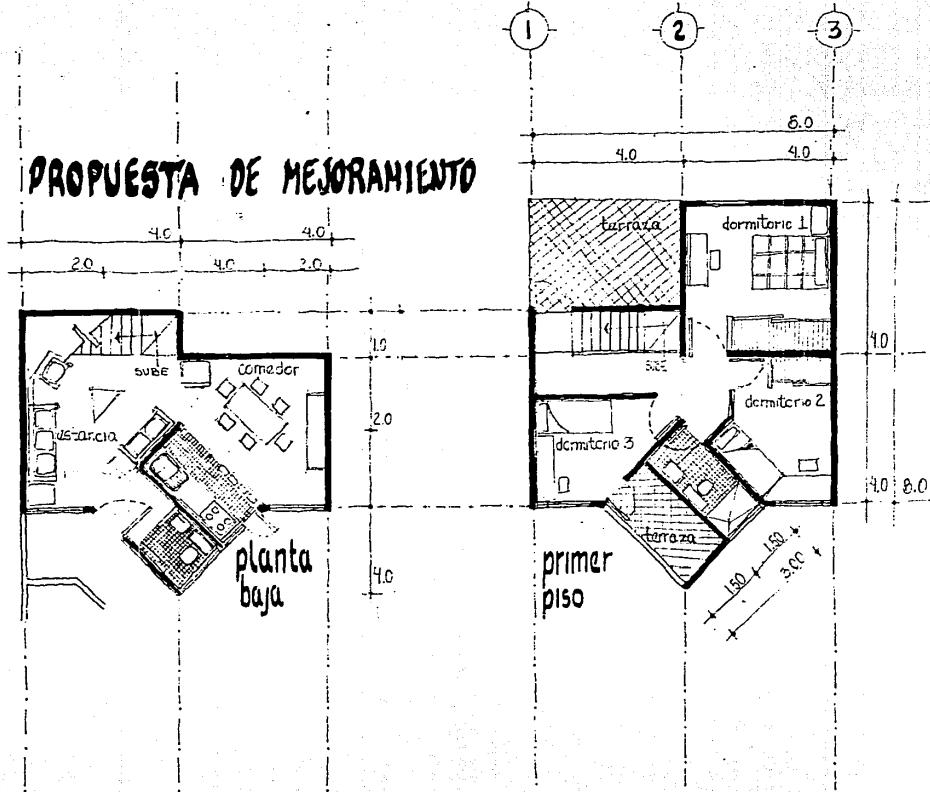 1 2 3
8.0
4.0 4.0
PROPUESTA DE MEJORAMIENTO
4.0 4.0
2.0 4.0 2.0
terraza
dormitorio 1
1.0
4.0
SUBE
comedor
SUBE
2.0
dormitorio 2
estancia
dormitorio 3
4.0 8.0
terraza
planta
baja
4.0
primer
piso
1.50
1.50
3.00